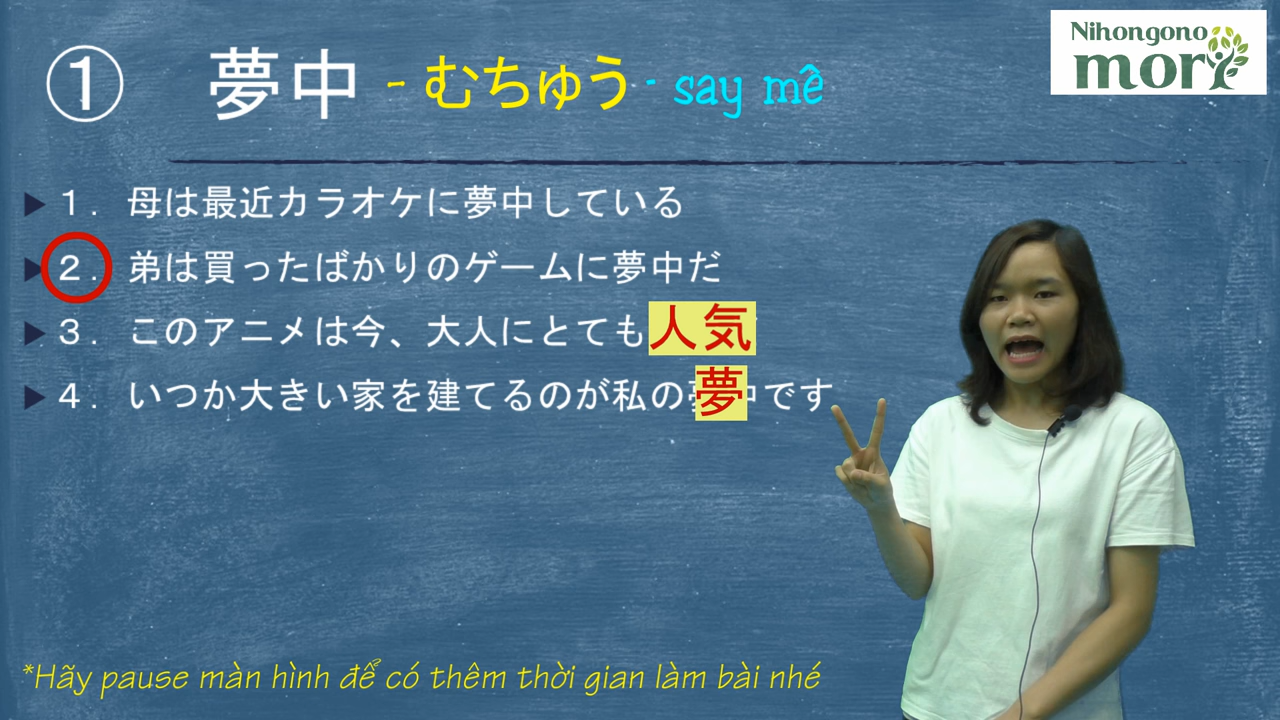 Nihongono
mori
① 夢中 - むちゅう - say mê
１．母は最近カラオケに夢中している
２．弟は買ったばかりのゲームに夢中だ
３．このアニメは今、大人にとても人気
４．いつか大きい家を建てるのが私の夢中です
*Hãy pause màn hình để có thêm thời gian làm bài nhé